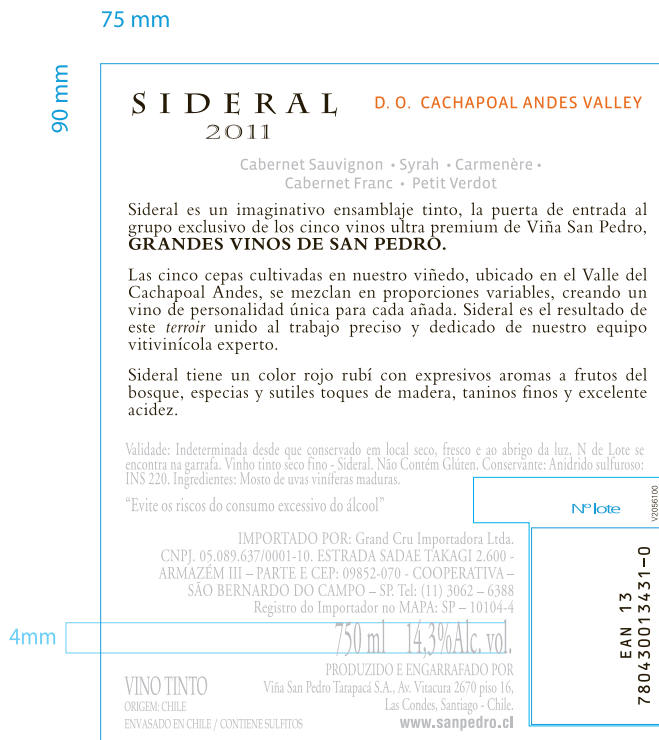 75 mm
90 mm
SIDERAL
2011
D. O. CACHAPOAL ANDES VALLEY
Cabernet Sauvignon • Syrah • Carmenère •
Cabernet Franc • Petit Verdot
Sideral es un imaginativo ensamblaje tinto, la puerta de entrada al
grupo exclusivo de los cinco vinos ultra premium de Viña San Pedro,
GRANDES VINOS DE SAN PEDRO.
Las cinco cepas cultivadas en nuestro viñedo, ubicado en el Valle del
Cachapoal Andes, se mezclan en proporciones variables, creando un
vino de personalidad única para cada añada. Sideral es el resultado de
este terroir unido al trabajo preciso y dedicado de nuestro equipo
vitivinícola experto.
Sideral tiene un color rojo rubí con expresivos aromas a frutos del
bosque, especias y sutiles toques de madera, taninos finos y excelente
acidez.
Validade: Indeterminada desde que conservado em local seco, fresco e ao abrigo da luz. N de Lote se
encontra na garrafa. Vinho tinto seco fino - Sideral. Não Contém Glúten. Conservante: Anidrido sulfuroso:
INS 220. Ingredientes: Mosto de uvas viníferas maduras.
“Evite os riscos do consumo excessivo do álcool”
IMPORTADO POR: Grand Cru Importadora Ltda.
CNPJ. 05.089.637/0001-10. ESTRADA SADAE TAKAGI 2.600 -
ARMAZÉM III – PARTE E CEP: 09852-070 - COOPERATIVA –
SÃO BERNARDO DO CAMPO – SP. Tel: (11) 3062 – 6388
Registro do Importador no MAPA: SP – 10104-4
4mm
750 ml 14,3%Alc. vol.
PRODUZIDO E ENGARRAFADO POR
Viña San Pedro Tarapacá S.A., Av. Vitacura 2670 piso 16,
Las Condes, Santiago - Chile.
www.sanpedro.cl
VINO TINTO
ORIGEM: CHILE
ENVASADO EN CHILE / CONTIENE SULFITOS
Nº lote
V2056100
EAN 13
780430013431-0